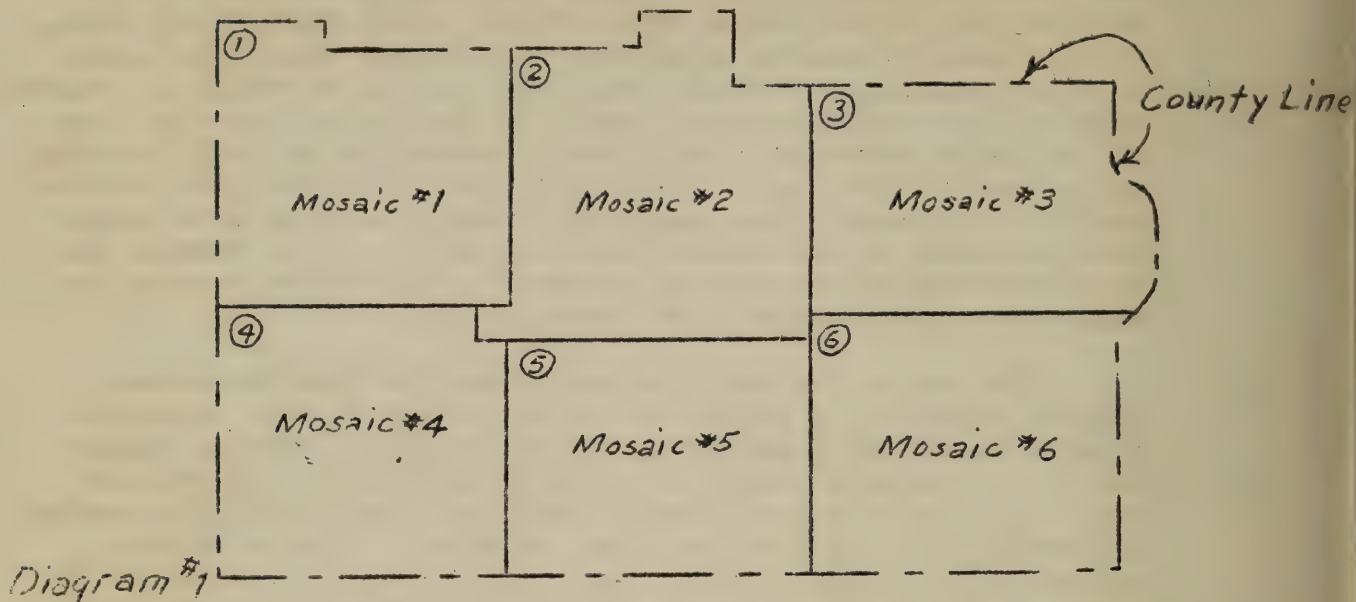 ①
②
③
County Line
Mosaic #1
Mosaic #2
Mosaic #3
④
⑤
⑥
Mosaic #4
Mosaic #5
Mosaic #6
Diagram #1